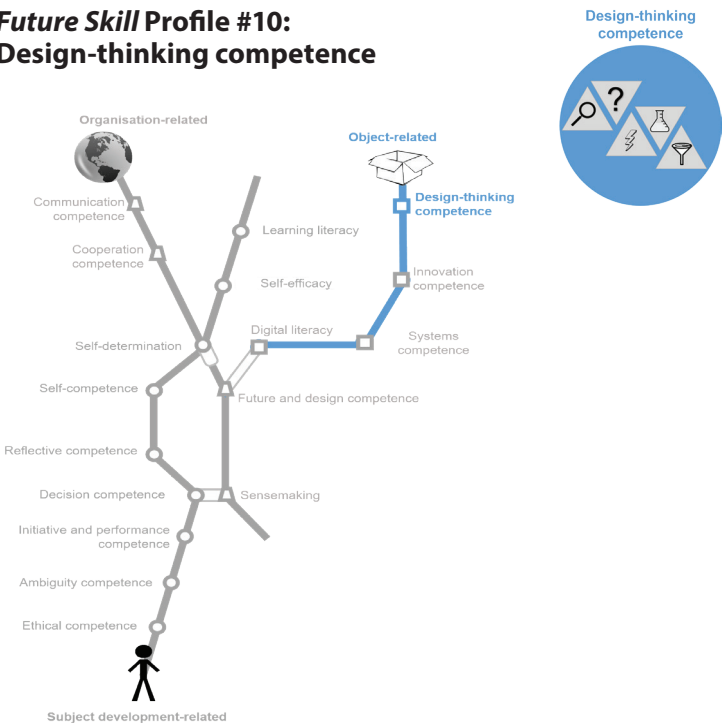 Future Skill Profile #10:
Design-thinking competence
Design-thinking
competence
?
Organisation-related
Object-related
Communication
competence
Design-thinking
competence
Learning literacy
Cooperation
competence
Innovation
competence
Self-efficacy
Digital literacy
Systems
competence
Self-determination
Self-competence
Future and design competence
Reflective competence
Decision competence
Sensemaking
Initiative and performance
competence
Ambiguity competence
Ethical competence
Subject development-related